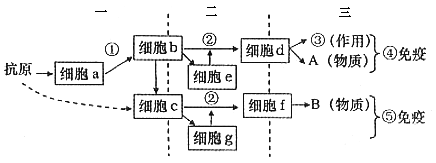 一 二 三
① 细胞b ② 细胞d ③(作用) ④免疫
抗原 细胞a 细胞e A(物质)
细胞c ② 细胞f B(物质) ⑤免疫
细胞g